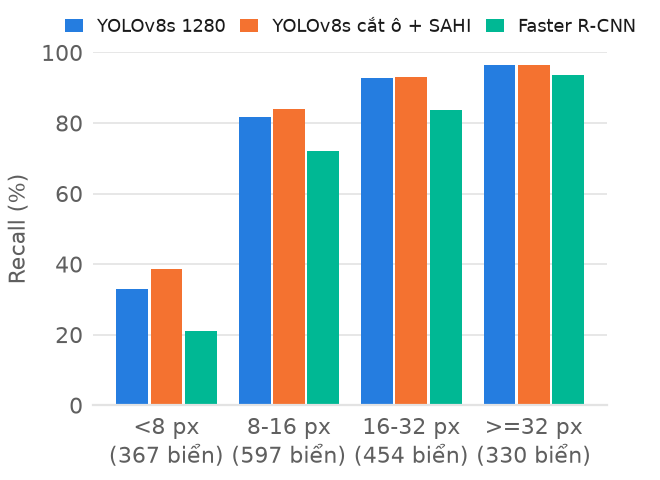 YOLOv8s 1280 YOLOv8s cắt ô + SAHI Faster R-CNN
100
80
60
40
20
0
Recall (%)
<8 px 8-16 px 16-32 px >=32 px
(367 biển) (597 biển) (454 biển) (330 biển)